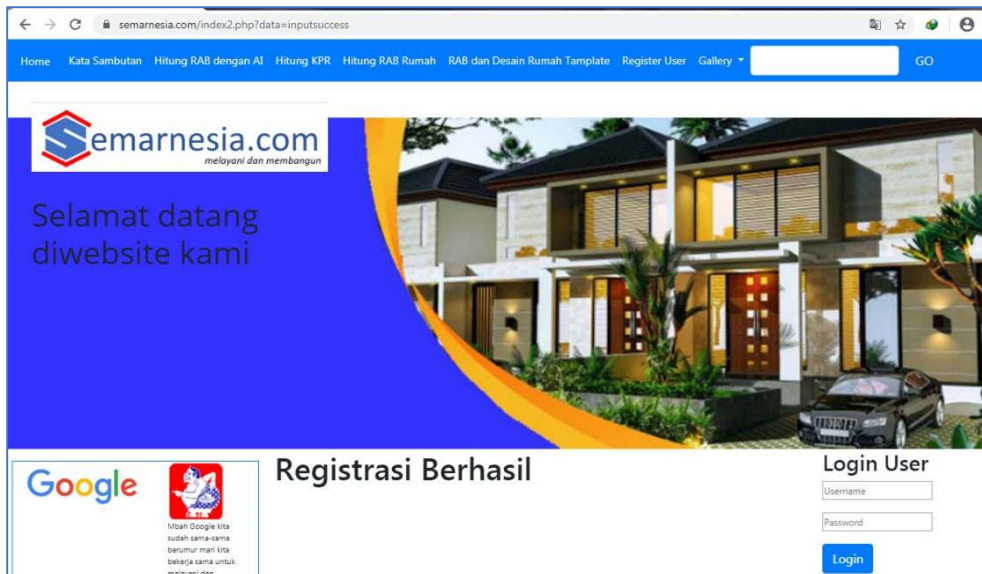 semarnesia.com/index2.php?data=inputsuccess
Home Kata Sambutan Hitung RAB dengan AI Hitung KPR Hitung RAB Rumah RAB dan Desain Rumah Tamplate Register User Gallery GO
Semarnesia.com
melayani dan membangun
Selamat datang
diwebsite kami
Google
Mbah Google kita
sudah sama-sama
berumur mari kita
bekerja sama untuk
melayani dan
Registrasi Berhasil
Login User
Username
Password
Login